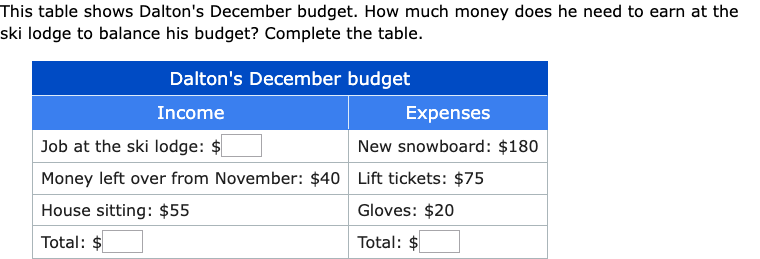 This table shows Dalton's December budget. How much money does he need to earn at the
ski lodge to balance his budget? Complete the table.
Dalton's December budget
Income Expenses
Job at the ski lodge: $ New snowboard: $180
Money left over from November: $40 Lift tickets: $75
House sitting: $55 Gloves: $20
Total: $ Total: $